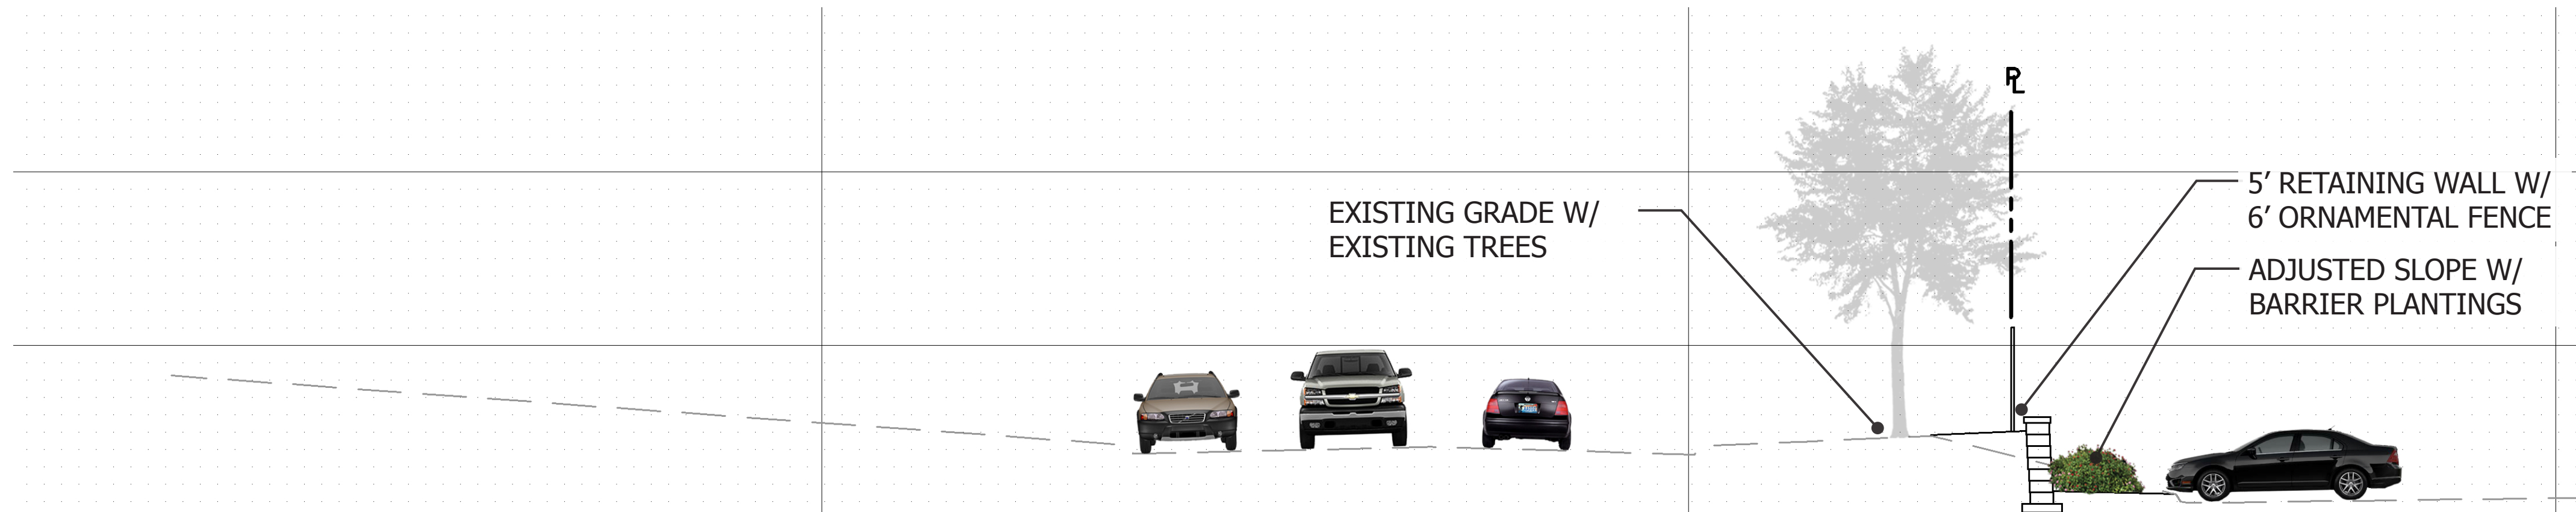 PL
EXISTING GRADE W/
EXISTING TREES
5′ RETAINING WALL W/
6′ ORNAMENTAL FENCE
ADJUSTED SLOPE W/
BARRIER PLANTINGS